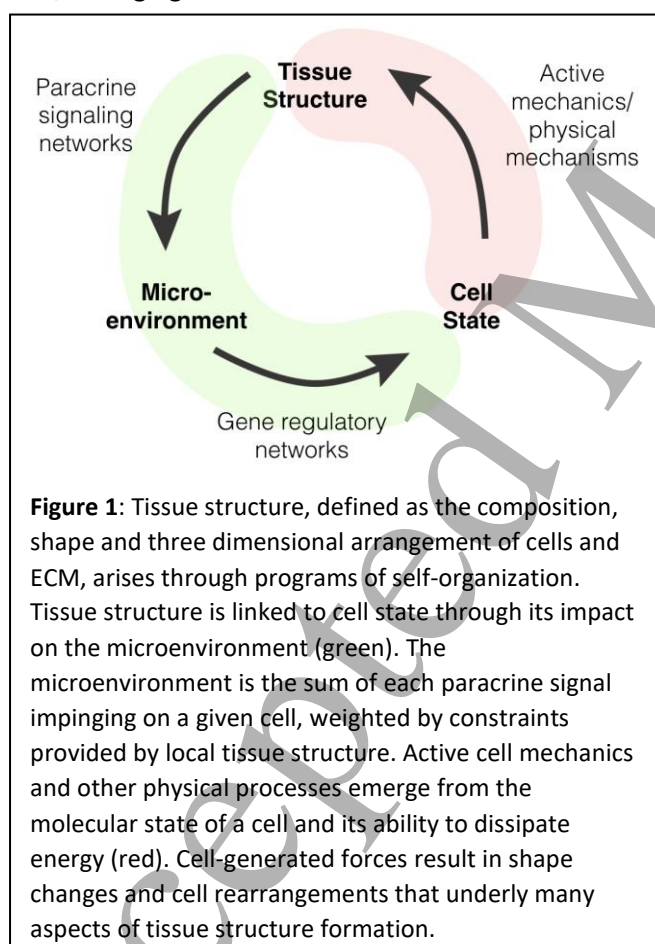 Paracrine
signaling
networks
Tissue
Structure
Active
mechanics/
physical
mechanisms
Micro-
environment
Cell
State
Gene regulatory
networks
Figure 1: Tissue structure, defined as the composition,
shape and three dimensional arrangement of cells and
ECM, arises through programs of self-organization.
Tissue structure is linked to cell state through its impact
on the microenvironment (green). The
microenvironment is the sum of each paracrine signal
impinging on a given cell, weighted by constraints
provided by local tissue structure. Active cell mechanics
and other physical processes emerge from the
molecular state of a cell and its ability to dissipate
energy (red). Cell-generated forces result in shape
changes and cell rearrangements that underly many
aspects of tissue structure formation.
cepted M